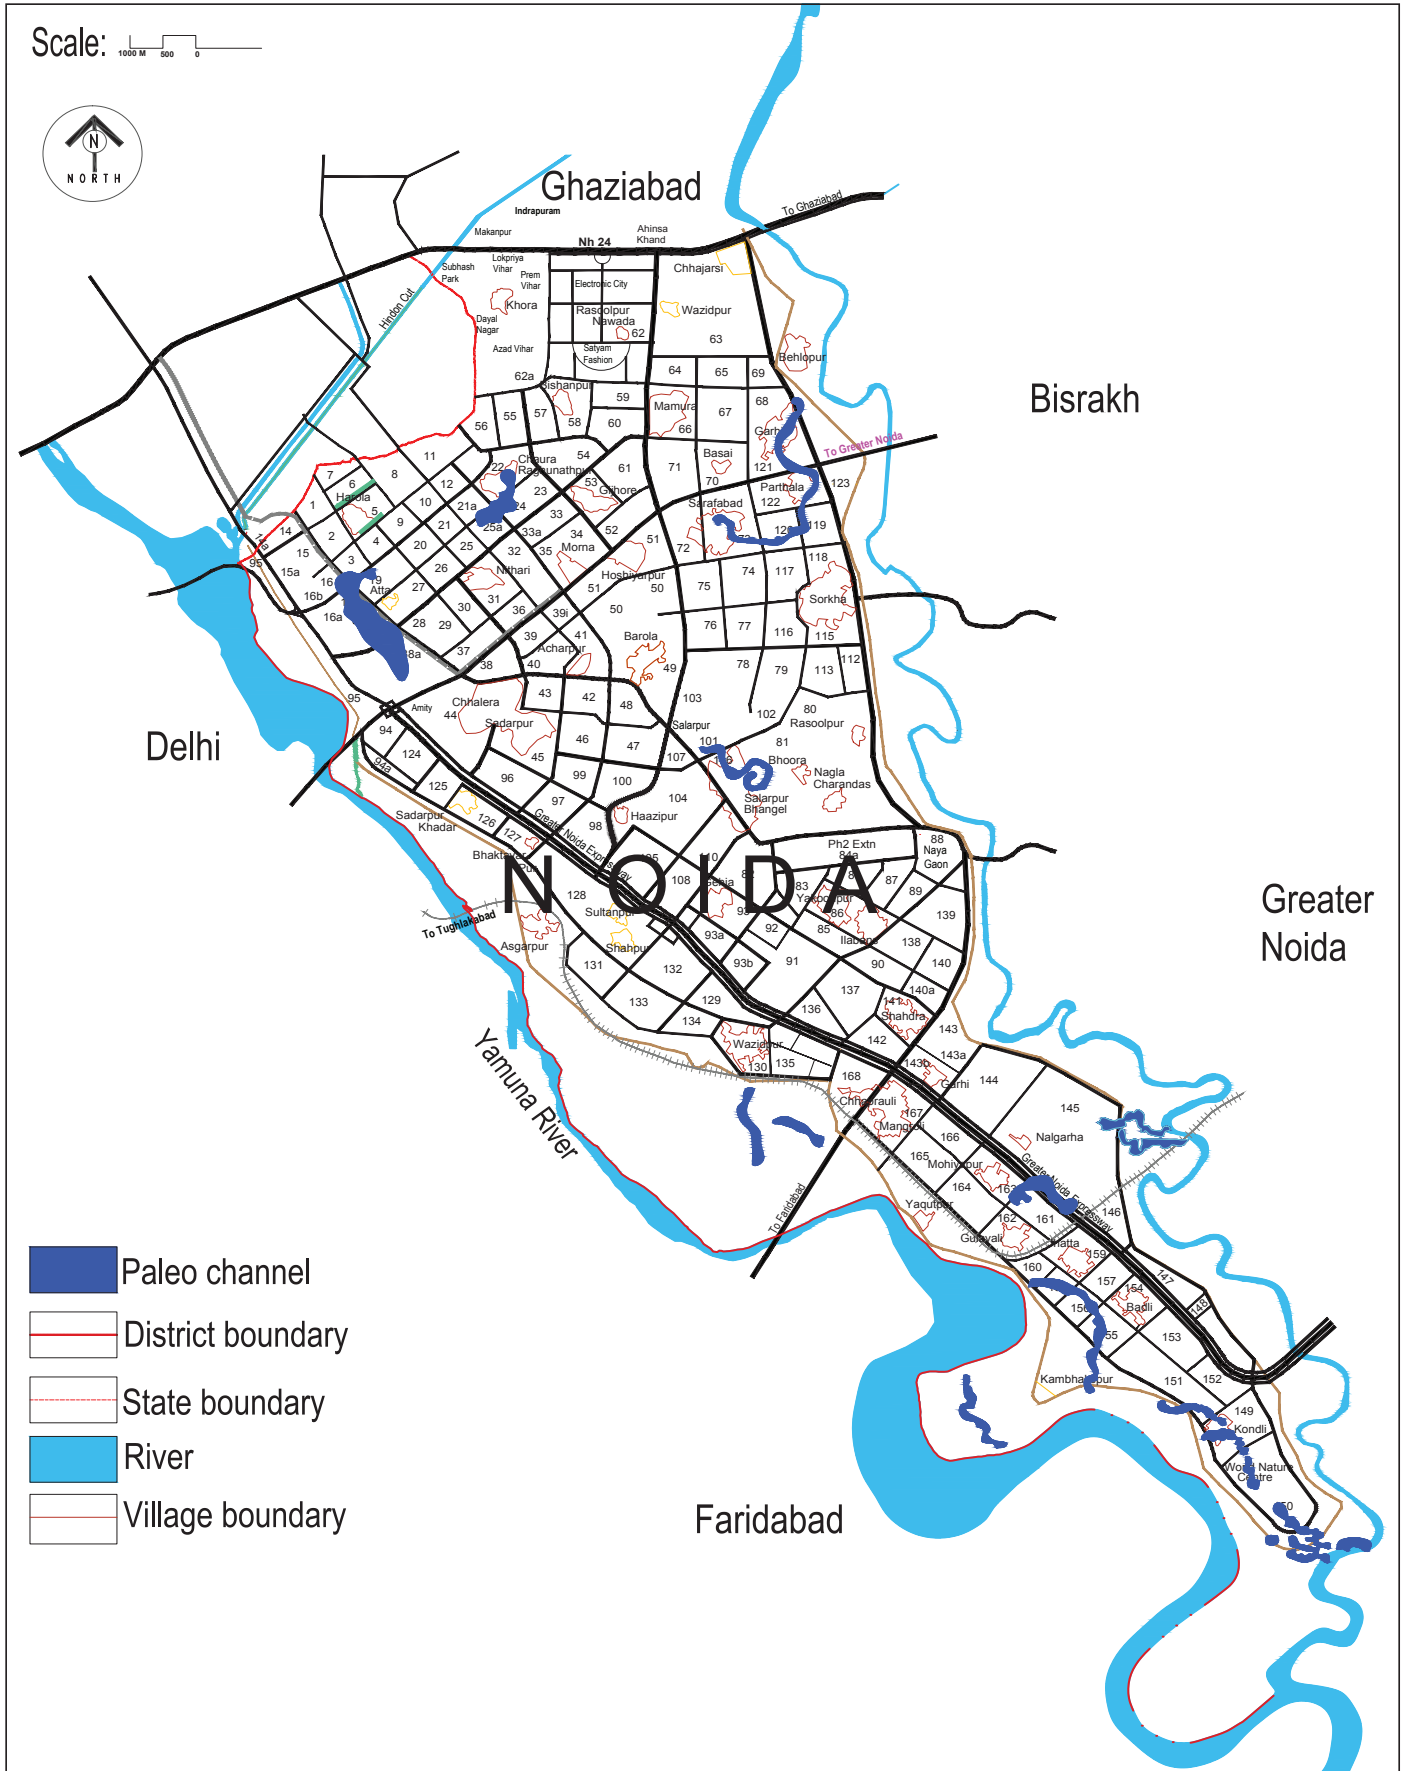 Scale:
1000 M 500 0
N
NORTH
Ghaziabad
Indrapuram
Makanpur
To Ghaziabad
Ahinsa
Khand
Nh 24
Lokpriya
Vihar
Subhash
Park
Prem
Vihar
Chhajarsi
Electronic City
Hindon Cut
Khora
Rasoolpur
Nawada
62
Wazidpur
Dayal
Nagar
63
Azad Vihar
Satyam
Fashion
Behlopur
62a
64 65 69
Bishanpur
59
Bisrakh
56 55 57 58 60
Mamura
66
67
68
Garhi
11
54
Chaura
Ragunathpur
22
61
71
Basai
70
121
To Greater Noida
7 6 8
12
Harola
5
10
21a
23
53
Gijhore
Parthala
123
122
Sarafabad
1
9
21
25a
33
33a
52
119
14
14a
2
4
20
25
32
35
34
Morna
51
72
118
15
3
95
15a
16
19
26
Nithari
Hoshiyarpur
74 117
16b
Atta
27
31
51
50
75
Sorkha
16a
30
36
39i
50
28 29
76 77 116 115
39
41
Barola
37
38
Acharpur
40
49
78 79 113 112
95
43 42
Chhalera
44
Amity
48
103
102
80
Rasoolpur
Sadarpur
Salarpur
94
124
46
47
101
81
94a
45
107
Bhoora
Delhi
96
99
100
Nagla
Charandas
125
97
104
Salarpur
Bhangel
Sadarpur
Khadar
126
127
98
Haazipur
Greater Noida Expressway
Ph2 Extn
84a
88
Naya
Gaon
Bhaktavar
Pur
NOIDA
128
108
110
83
87
89
Sultanpur
86
139
To Tughlakabad
Asgarpur
Shahpur
93a
92
85
Ilabans
138
131
132
93b
91
90
140
133
129
137
140a
134
136
141
Shahdra
143
Greater
Noida
Wazidpur
130
135
142
143a
143b
Garhi
144
168
Chhaprauli
145
Yamuna River
Mangroli
167
166
Nalgarha
165
Mohiyapur
164
163
Greater Noida Expressway
Yaqutpur
162
161
146
To Faridabad
Gulavali
Jhatta
159
160
157
154
147
Badli
148
153
Kambhalipur
151
152
149
Kondli
World Nature
Centre
Faridabad
Paleo channel
District boundary
State boundary
River
Village boundary